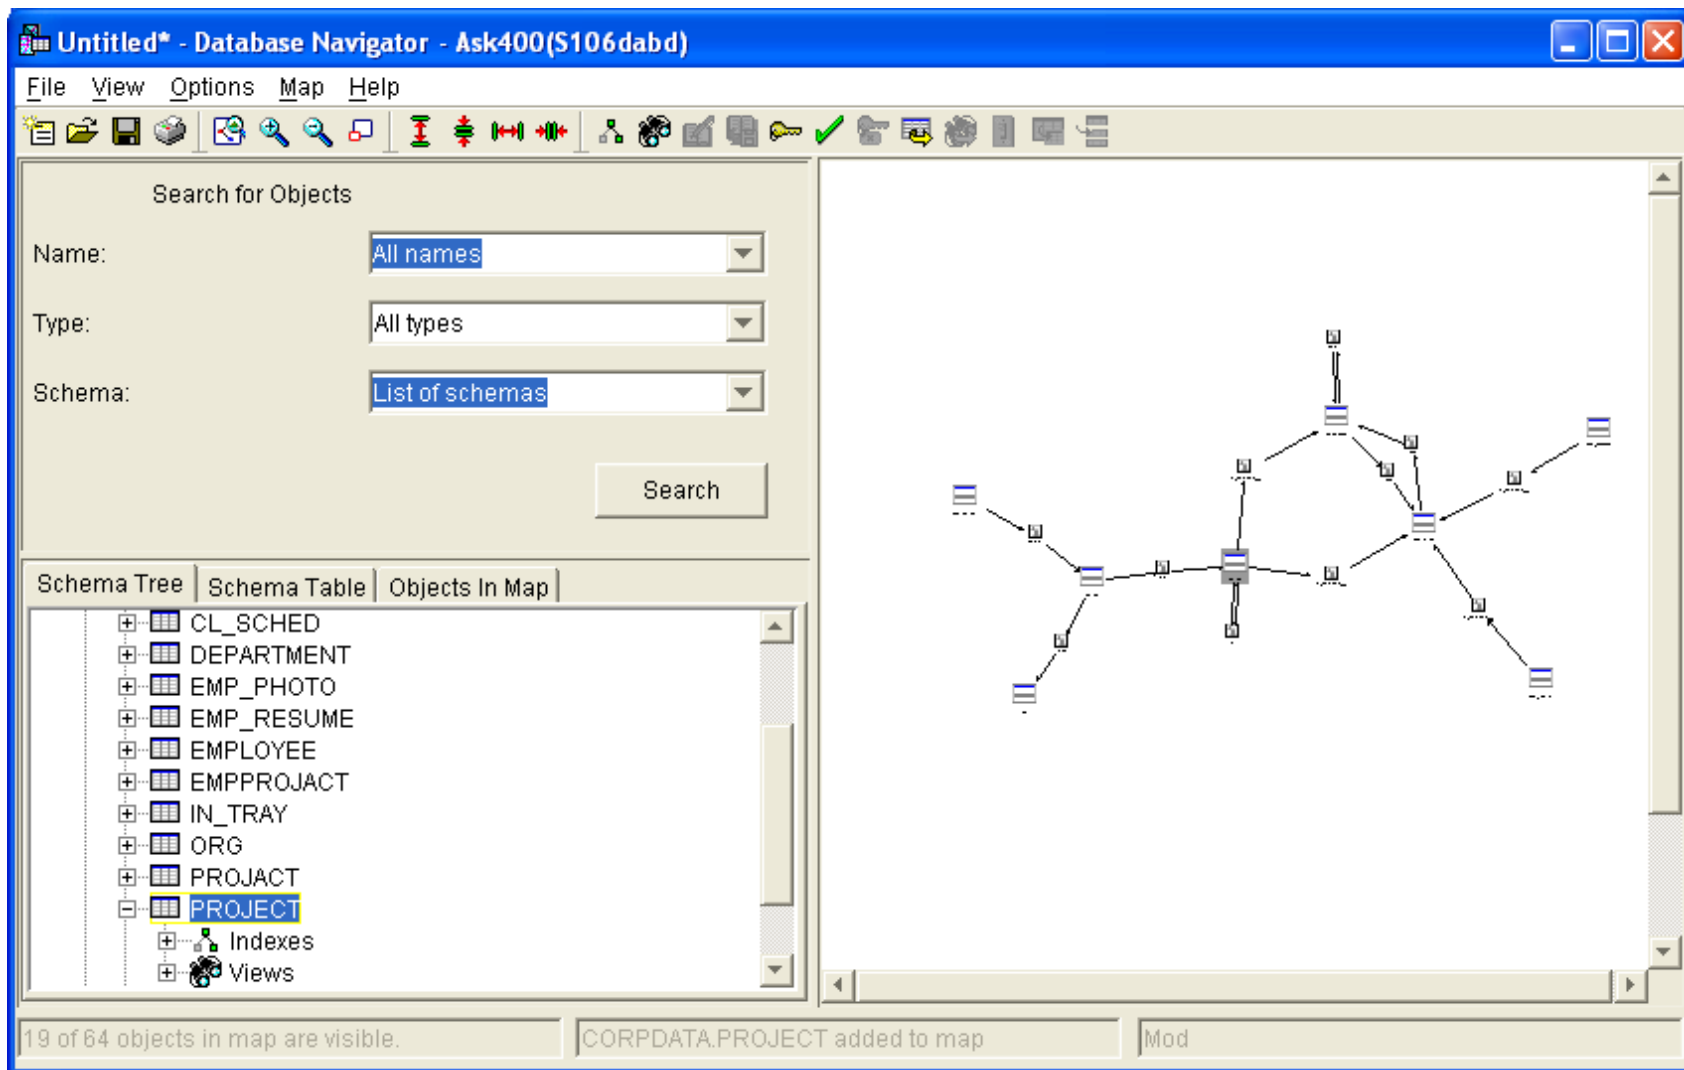 Untitled* - Database Navigator - Ask400(S106dabd)
File View Options Map Help
Search for Objects
Name: All names
Type: All types
Schema: List of schemas
Search
Schema Tree Schema Table Objects In Map
CL_SCHED
DEPARTMENT
EMP_PHOTO
EMP_RESUME
EMPLOYEE
EMPPROJACT
IN_TRAY
ORG
PROJACT
PROJECT
Indexes
Views
19 of 64 objects in map are visible. CORPDATA.PROJECT added to map Mod